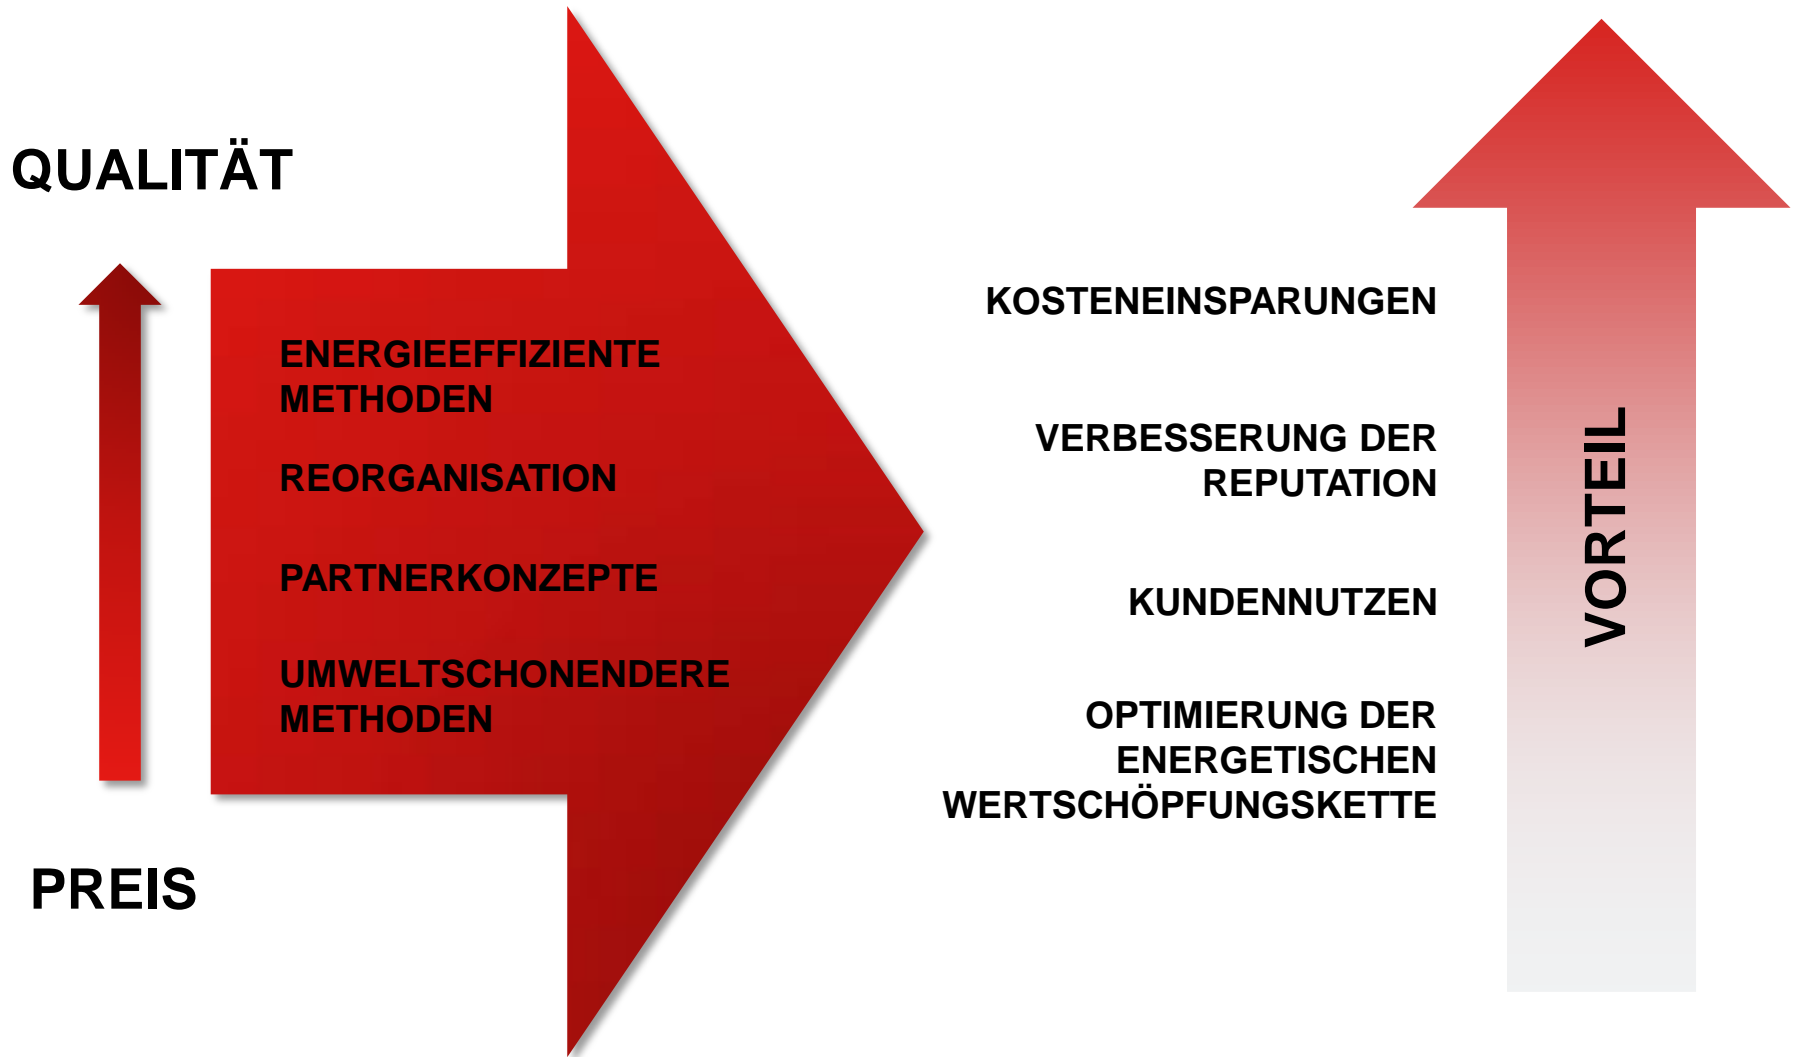 QUALITÄT
PREIS
ENERGIEEFFIZIENTE
METHODEN
REORGANISATION
PARTNERKONZEPTE
UMWELTSCHONENDERE
METHODEN
KOSTENEINSPARUNGEN
VERBESSERUNG DER
REPUTATION
KUNDENNUTZEN
OPTIMIERUNG DER
ENERGETISCHEN
WERTSCHÖPFUNGSKETTE
VORTEIL